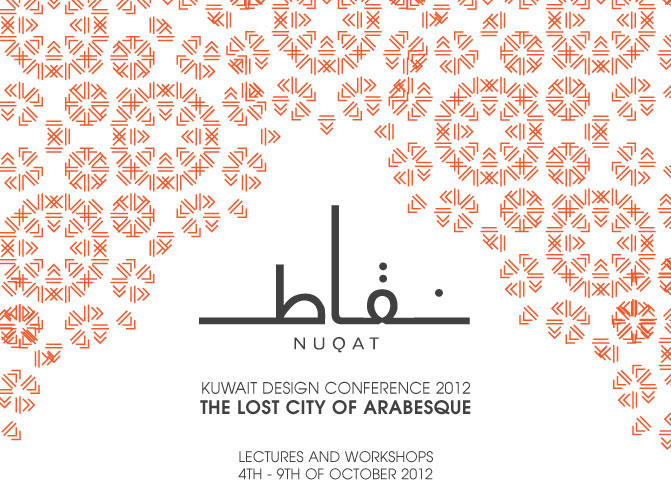 نقاط
NUQAT
KUWAIT DESIGN CONFERENCE 2012
THE LOST CITY OF ARABESQUE
LECTURES AND WORKSHOPS
4TH - 9TH OF OCTOBER 2012